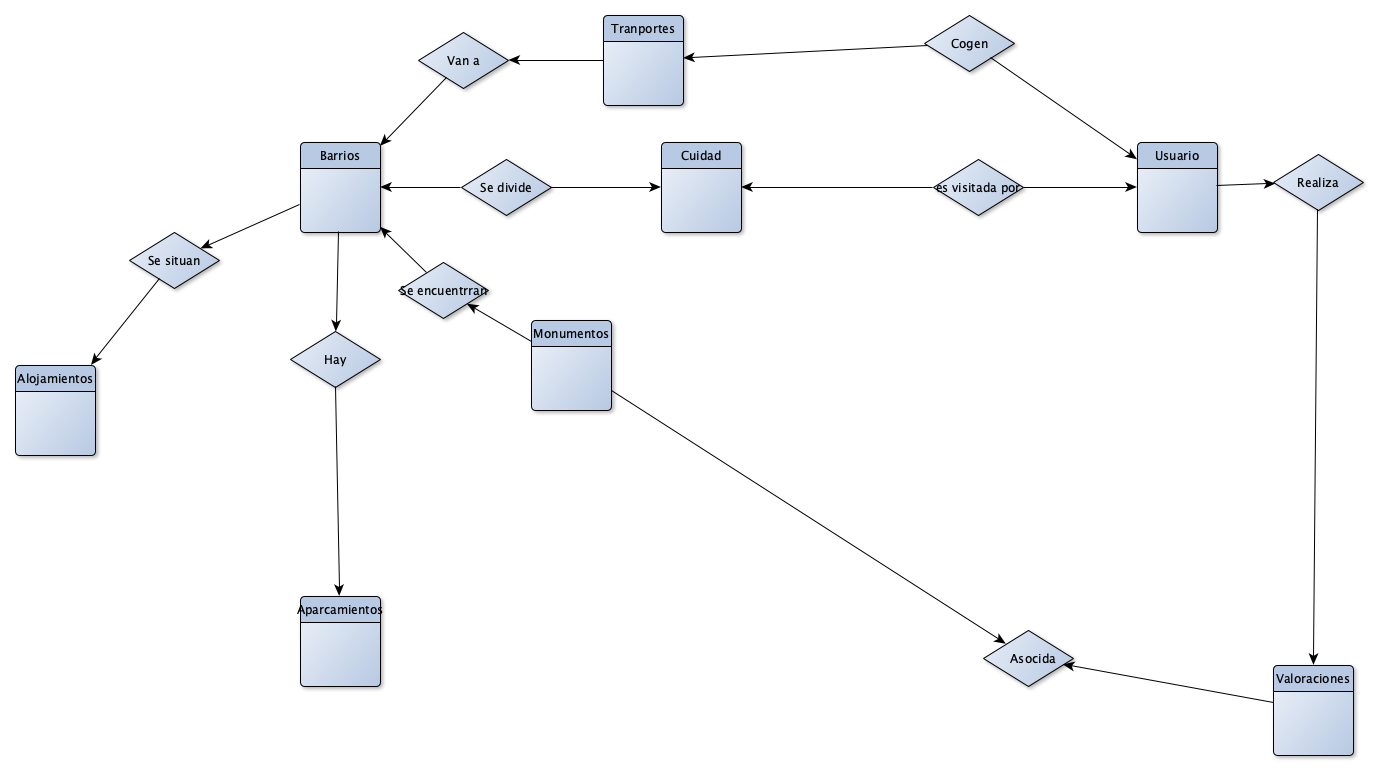 Tranportes
Cogen
Van a
Barrios
Cuidad
Usuario
Se divide
es visitada por
Realiza
Se situan
Se encuentrran
Monumentos
Hay
Alojamientos
Aparcamientos
Asocida
Valoraciones